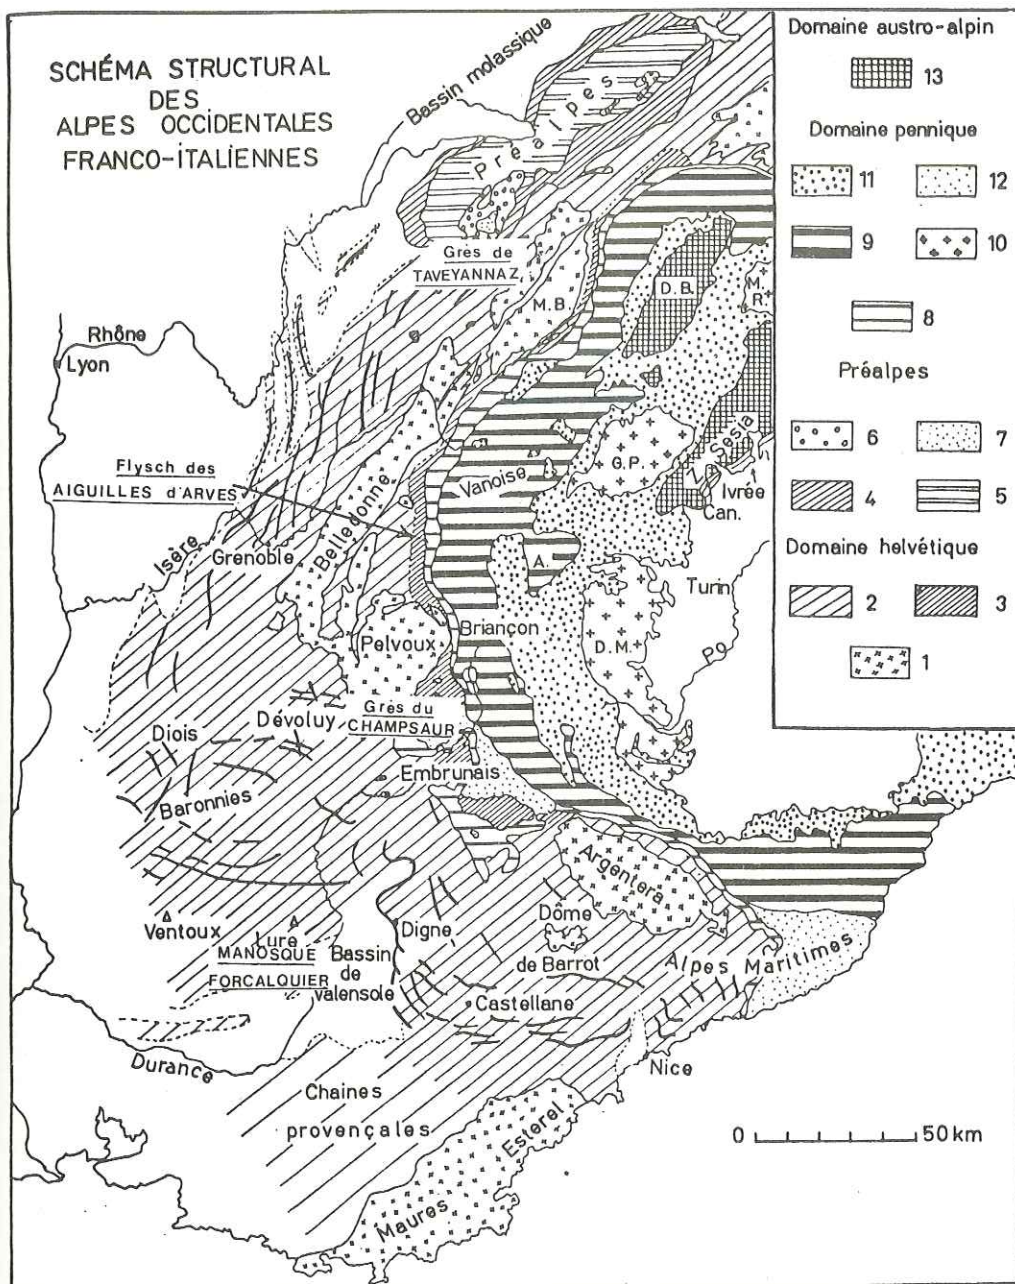 SCHÉMA STRUCTURAL
DES
ALPES OCCIDENTALES
FRANCO-ITALIENNES
Bassin molassique
Préalpes
Grès de
TAVEYANNAZ
M.B.
D.B.
M.
R.
Rhône
Lyon
Flysch des
AIGUILLES d'ARVES
Belledonne
Vanoise
G.P.
Sesia
Ivrée
Can.
Isère
Grenoble
A.
Turin
Briançon
D.M.
Po
Pelvoux
Grès du
CHAMPSAUR
Dévoluy
Diois
Embrunais
Baronnies
Argentera
Ventoux
Lure
Digne
Dôme
de Barrot
MANOSQUE
FORCALQUIER
Bassin
de
Valensole
Alpes Maritimes
Castellane
Durance
Nice
Chaines
provençales
Esterel
Maures
0 50 km
Domaine austro-alpin
13
Domaine pennique
11 12
9 10
8
Préalpes
6 7
4 5
Domaine helvétique
2 3
1